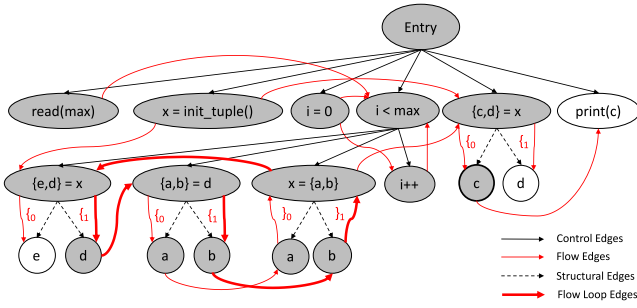 Entry
read(max)
x = init_tuple()
i = 0
i < max
{c,d} = x
print(c)
{0
{1
c
d
{e,d} = x
{a,b} = d
x = {a,b}
i++
{0
{1
{0
{1
}0
}1
e
d
a
b
a
b
Control Edges
Flow Edges
Structural Edges
Flow Loop Edges